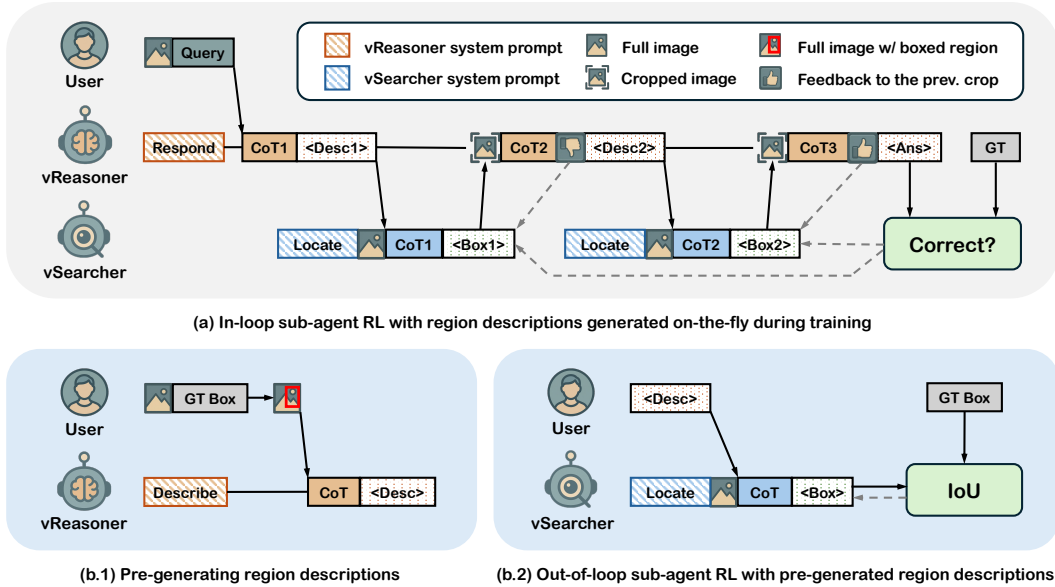 User
Query
vReasoner system prompt
Full image
Full image w/ boxed region
vSearcher system prompt
Cropped image
Feedback to the prev. crop
vReasoner
Respond
CoT1
<Desc1>
CoT2
<Desc2>
CoT3
<Ans>
GT
vSearcher
Locate
CoT1
<Box1>
Locate
CoT2
<Box2>
Correct?
(a) In-loop sub-agent RL with region descriptions generated on-the-fly during training
User
GT Box
vReasoner
Describe
CoT
<Desc>
(b.1) Pre-generating region descriptions
User
<Desc>
GT Box
vSearcher
Locate
CoT
<Box>
IoU
(b.2) Out-of-loop sub-agent RL with pre-generated region descriptions